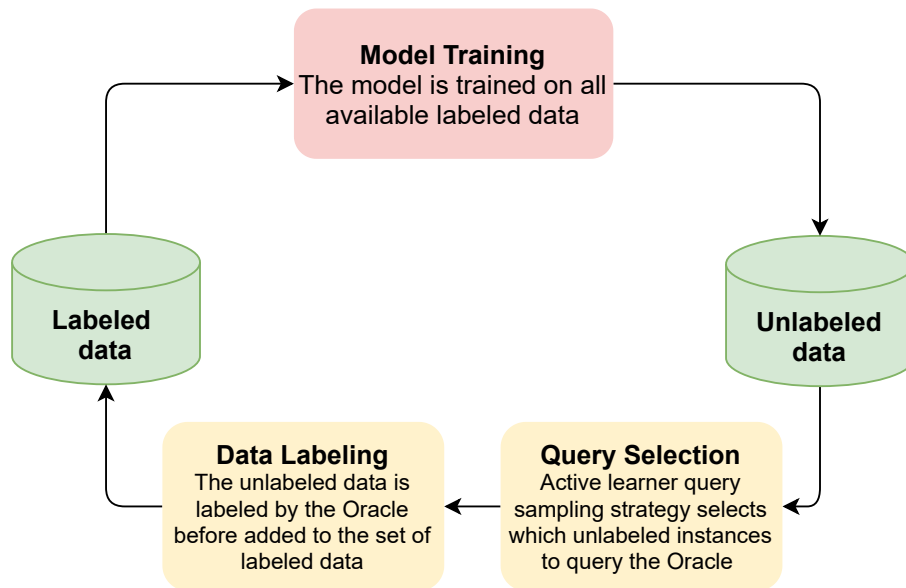 Model Training
The model is trained on all
available labeled data
Labeled
data
Unlabeled
data
Data Labeling
The unlabeled data is
labeled by the Oracle
before added to the set of
labeled data
Query Selection
Active learner query
sampling strategy selects
which unlabeled instances
to query the Oracle